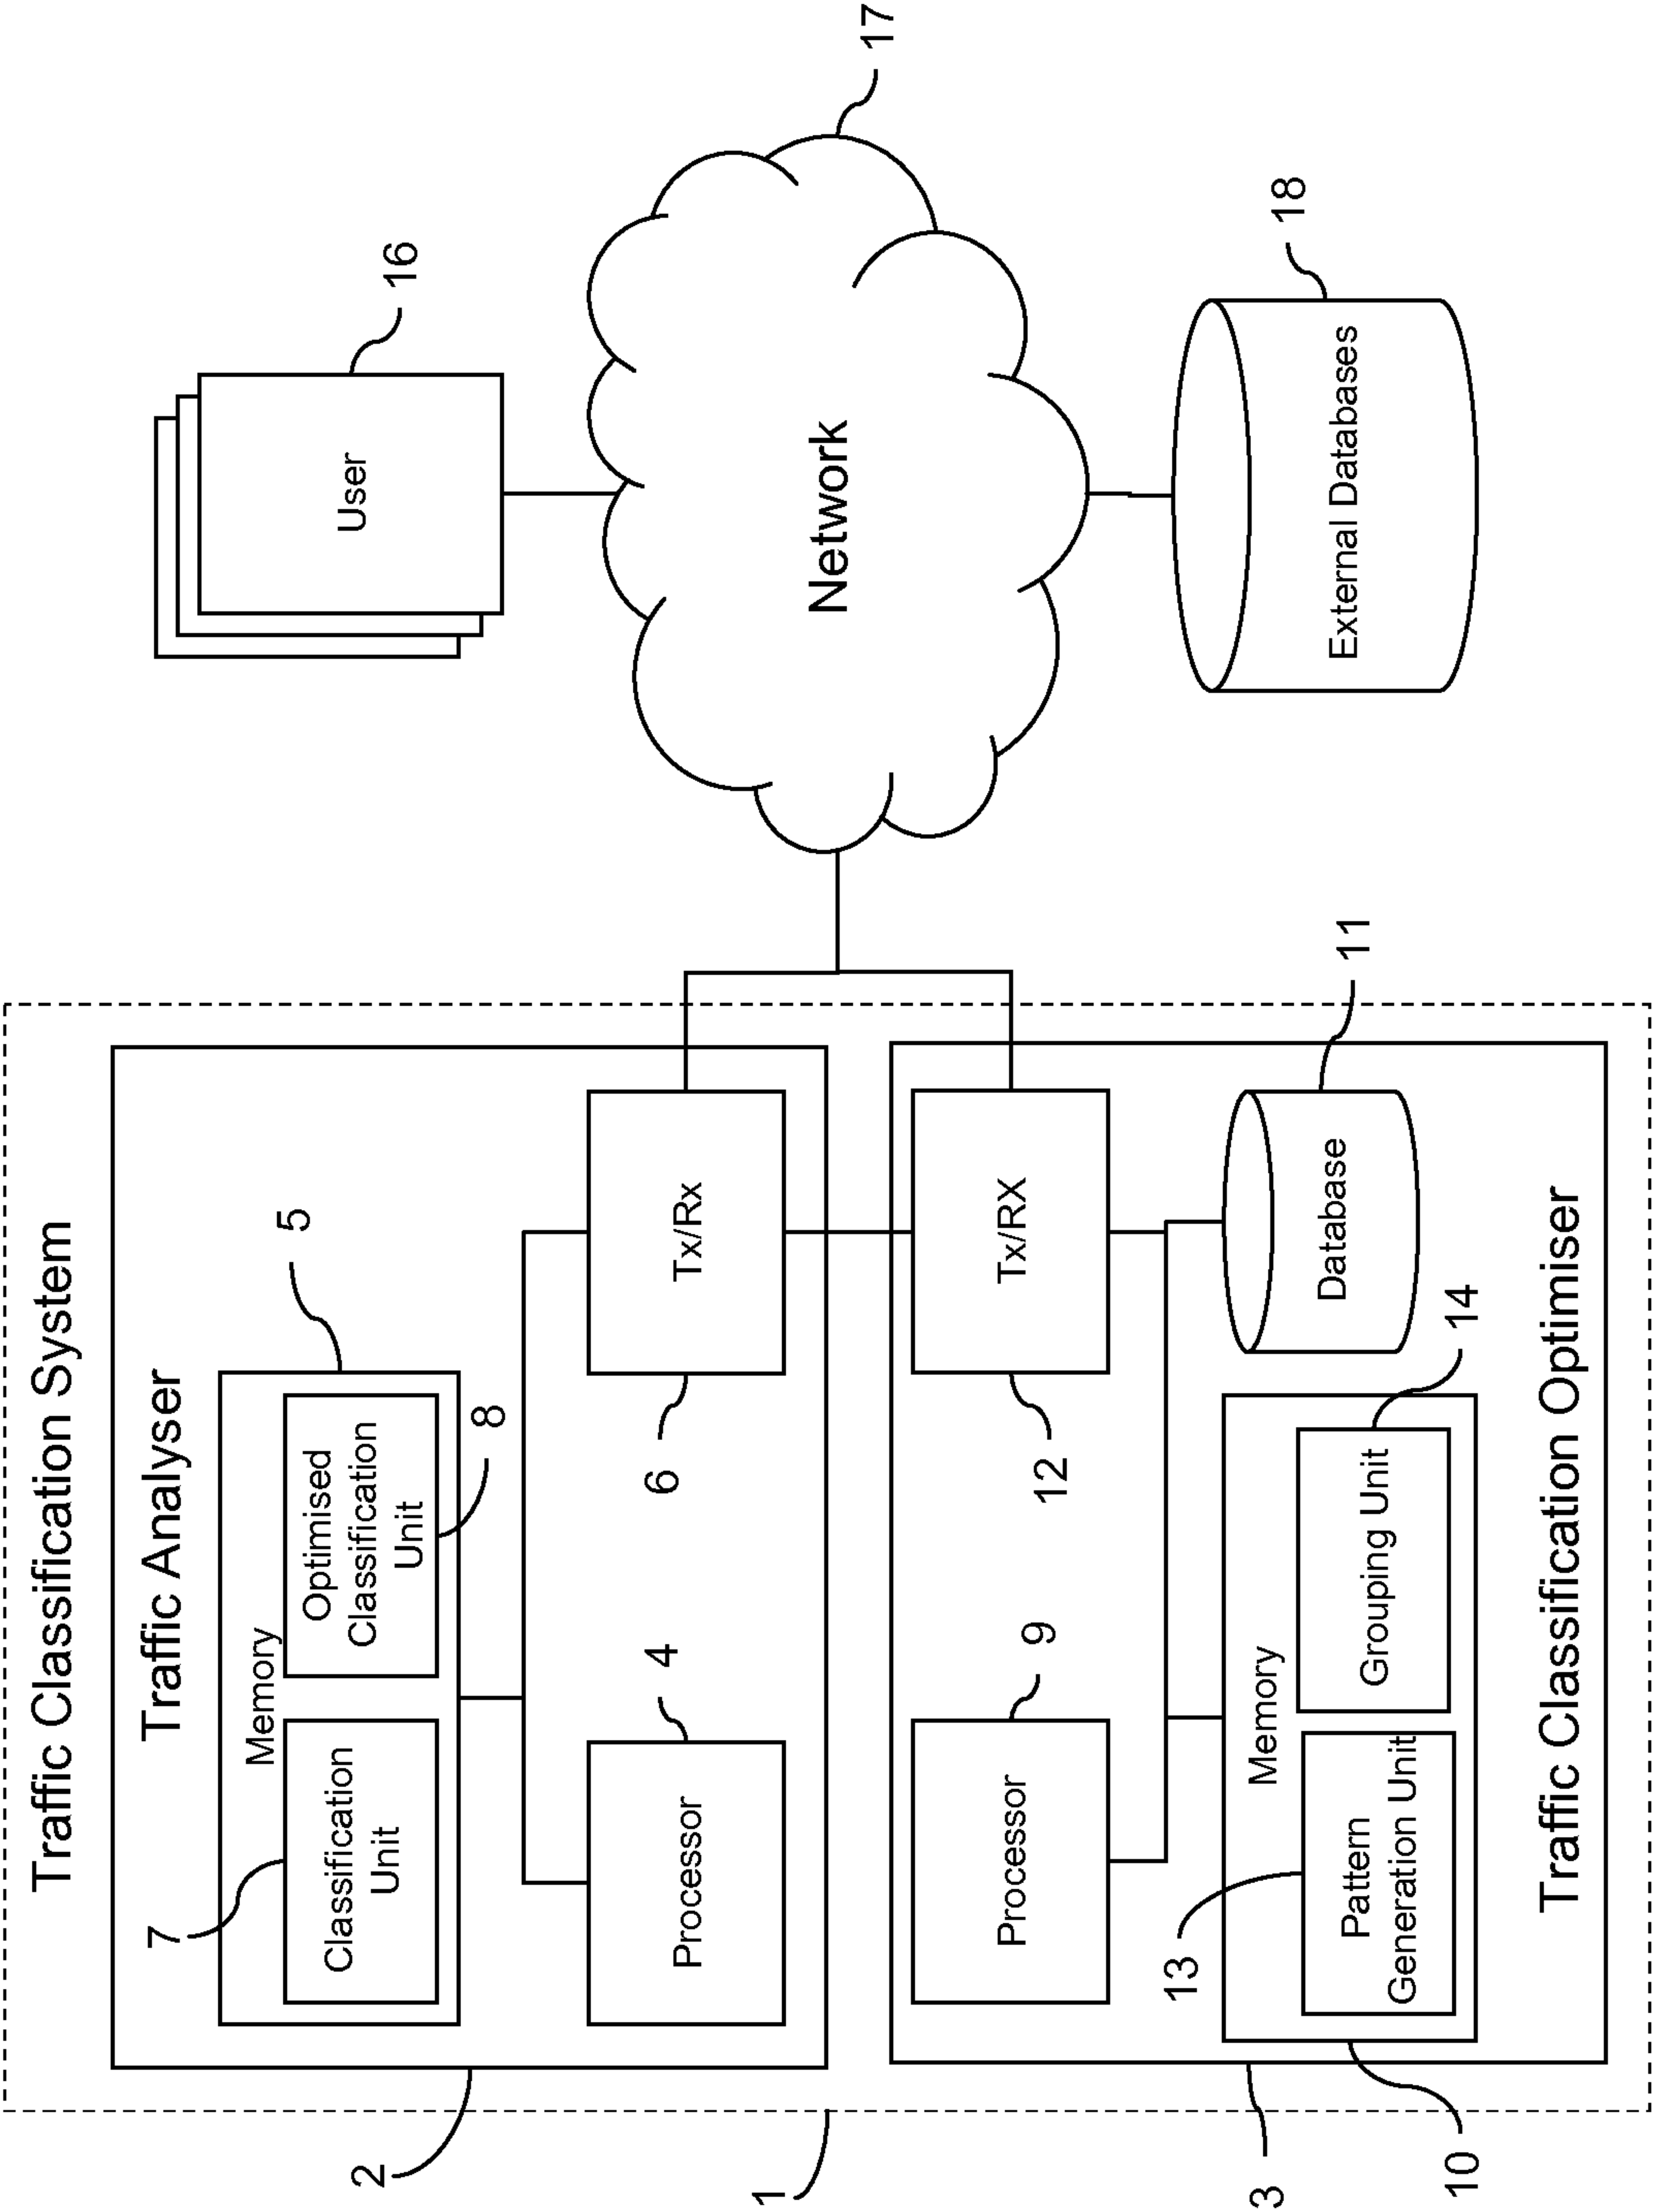 Traffic Classification System
Traffic Analyser
5
Memory
7
Classification
Unit
Optimised
Classification
Unit
8
Processor
4
Tx/Rx
6
2
1
Processor
9
Tx/RX
12
Memory
13
Pattern
Generation Unit
Grouping Unit
14
Database
11
10
3
Traffic Classification Optimiser
User
16
Network
17
External Databases
18